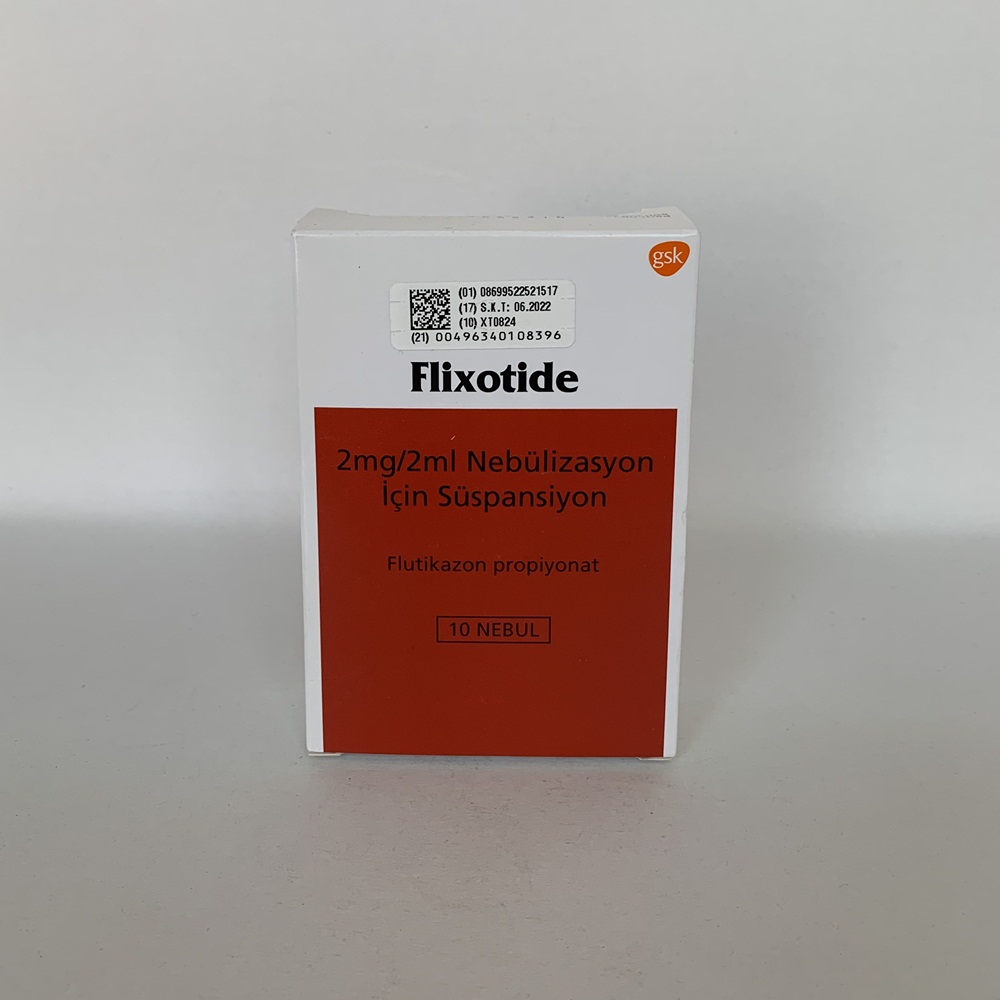 gsk
(01) 08699522521517
(17) S.K.T: 06.2022
(10) XT0824
(21) 00496340108396
Flixotide
2mg/2ml Nebülizasyon
İçin Süspansiyon
Flutikazon propiyonat
10 NEBUL